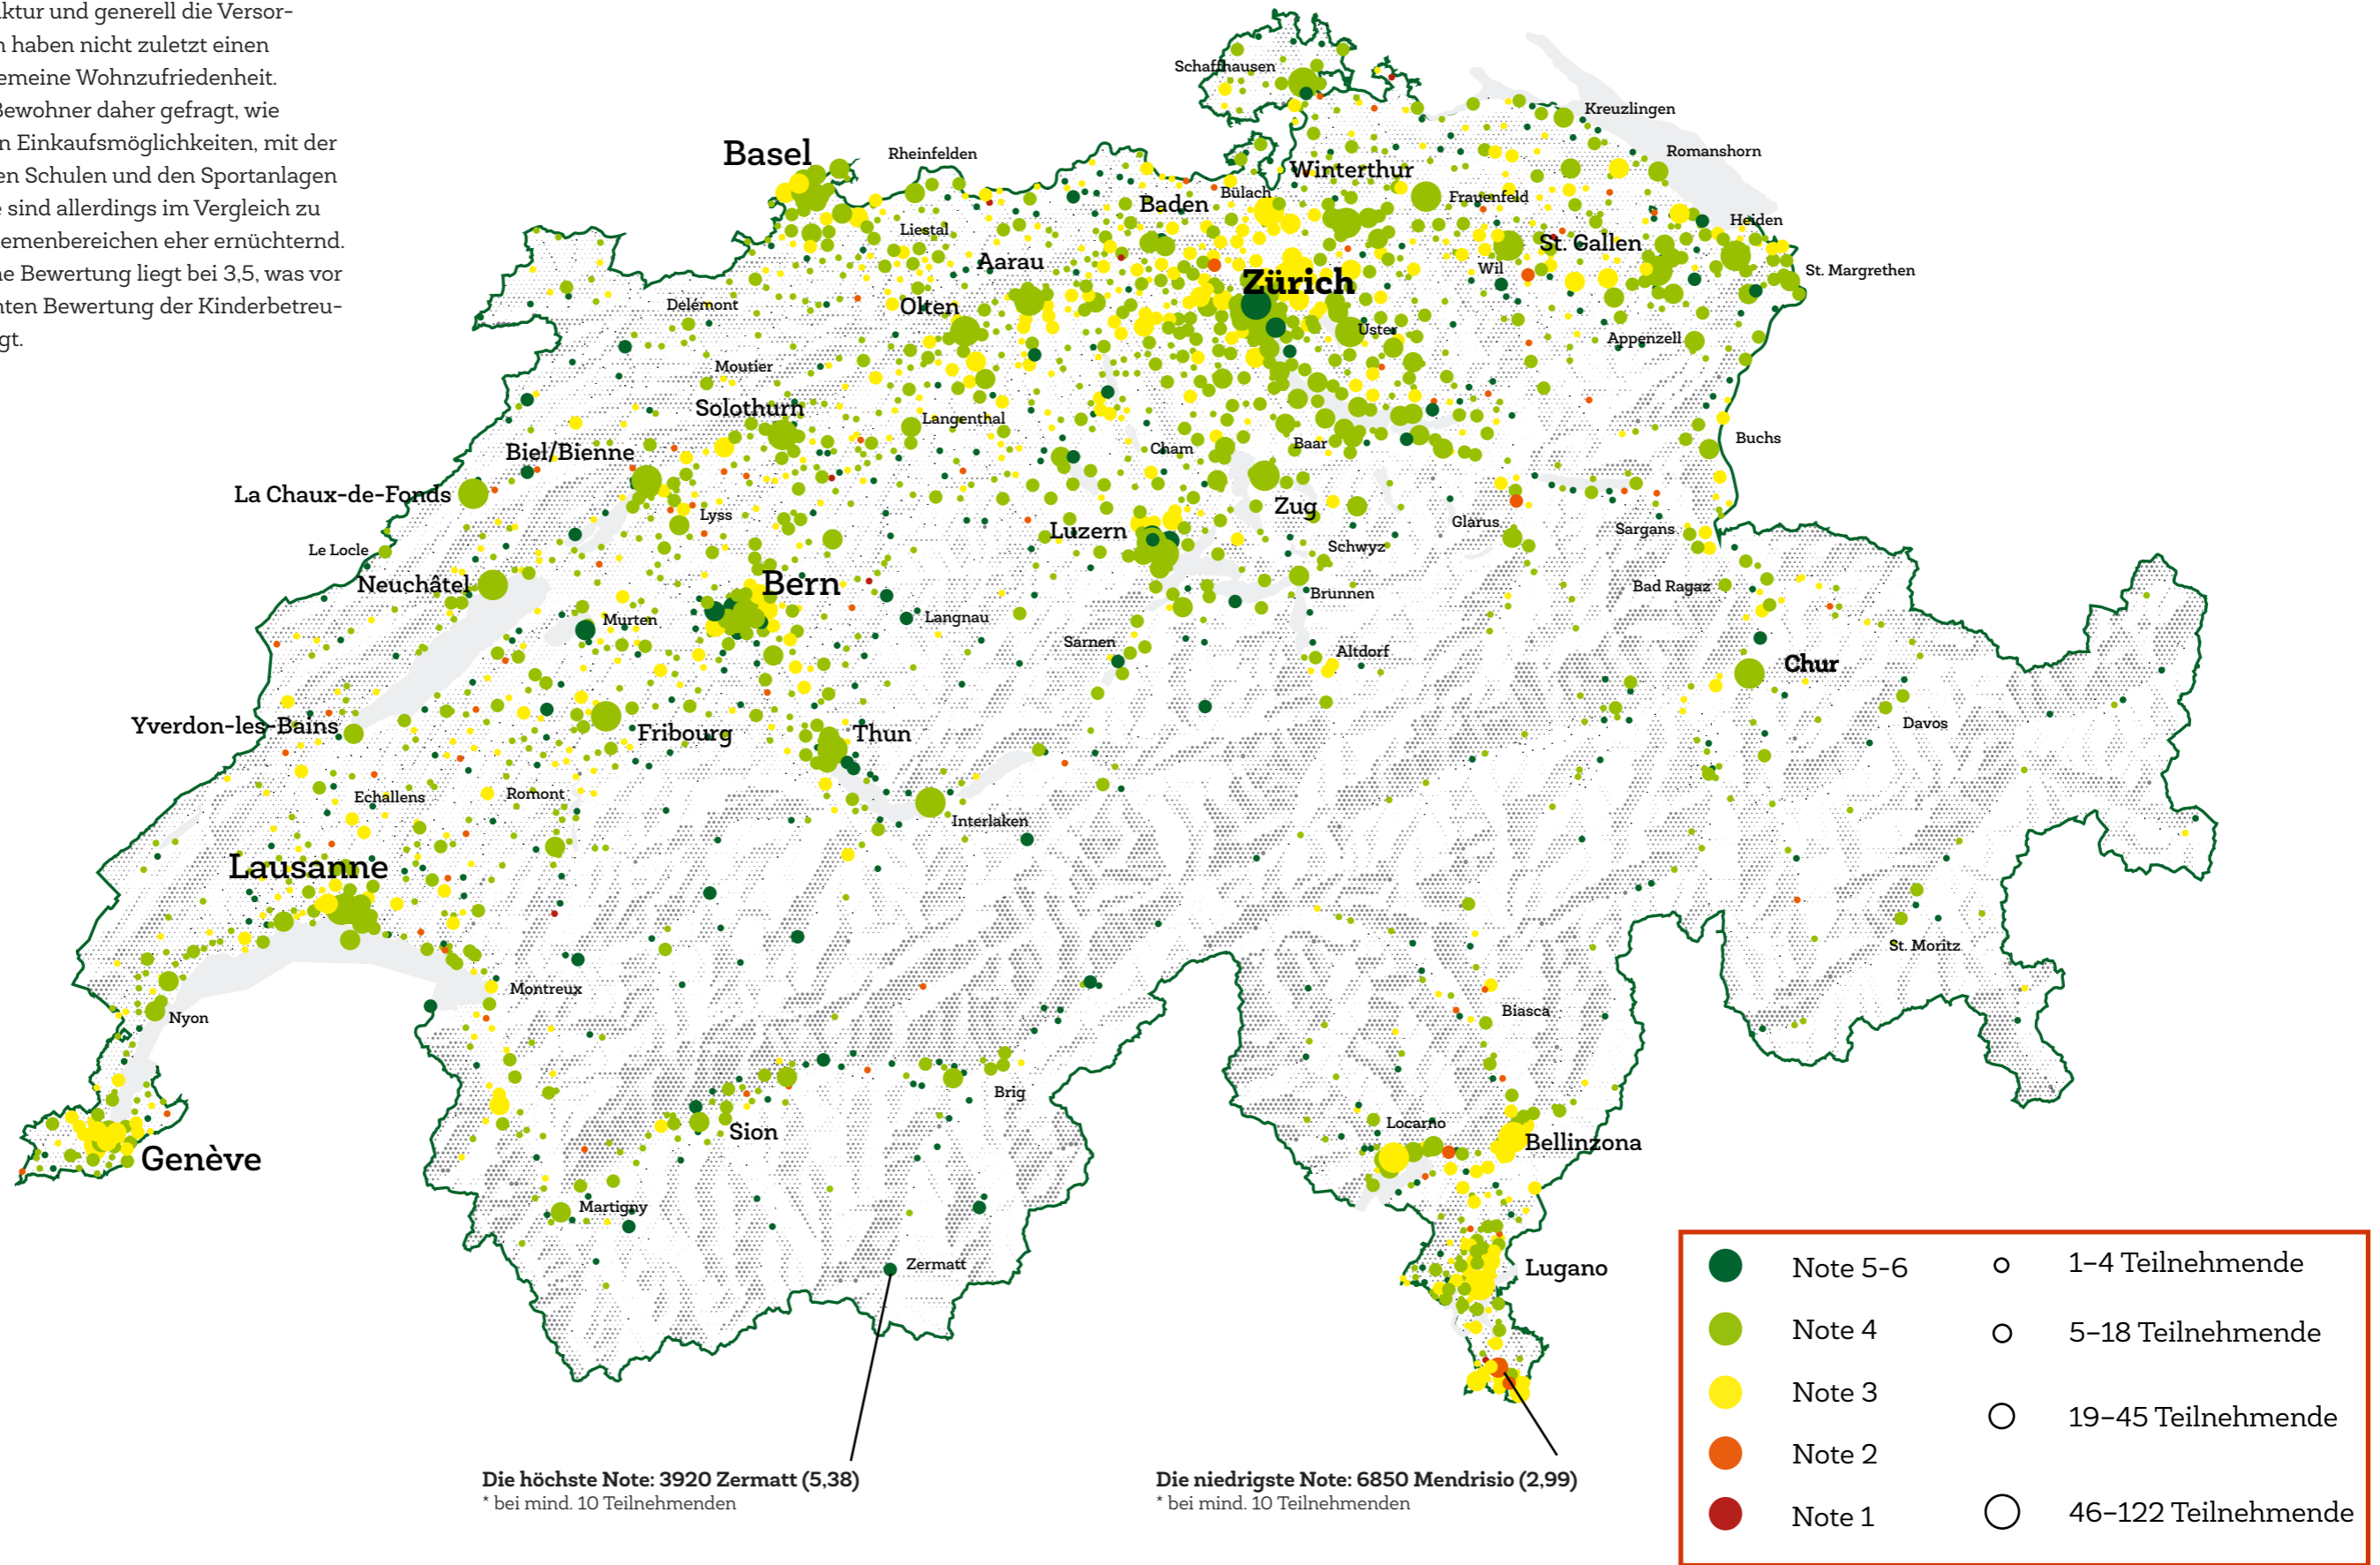 ktur und generell die Versor-
haben nicht zuletzt einen
emeine Wohnzufriedenheit.
Bewohner daher gefragt, wie
n Einkaufsmöglichkeiten, mit der
en Schulen und den Sportanlagen
e sind allerdings im Vergleich zu
emenbereichen eher ernüchternd.
ne Bewertung liegt bei 3,5, was vor
nten Bewertung der Kinderbetreu-
gt.
Schaffhausen
Kreuzlingen
Basel
Rheinfelden
Romanshorn
Winterthur
Bülach
Baden
Frauenfeld
Heiden
Liestal
St. Gallen
Aarau
Wil
St. Margrethen
Zürich
Delémont
Olten
Uster
Appenzell
Moutier
Solothurn
Langenthal
Buchs
Baar
Cham
Biel/Bienne
La Chaux-de-Fonds
Zug
Lyss
Glarus
Sargans
Luzern
Le Locle
Schwyz
Neuchâtel
Bern
Bad Ragaz
Brunnen
Murten
Langnau
Sarnen
Altdorf
Chur
Yverdon-les-Bains
Davos
Fribourg
Thun
Echallens
Romont
Interlaken
Lausanne
St. Moritz
Montreux
Biasca
Nyon
Brig
Locarno
Sion
Bellinzona
Genève
Martigny
Zermatt
Lugano
Die höchste Note: 3920 Zermatt (5,38)
* bei mind. 10 Teilnehmenden
Die niedrigste Note: 6850 Mendrisio (2,99)
* bei mind. 10 Teilnehmenden
Note 5-6
Note 4
Note 3
Note 2
Note 1
1–4 Teilnehmende
5–18 Teilnehmende
19–45 Teilnehmende
46–122 Teilnehmende